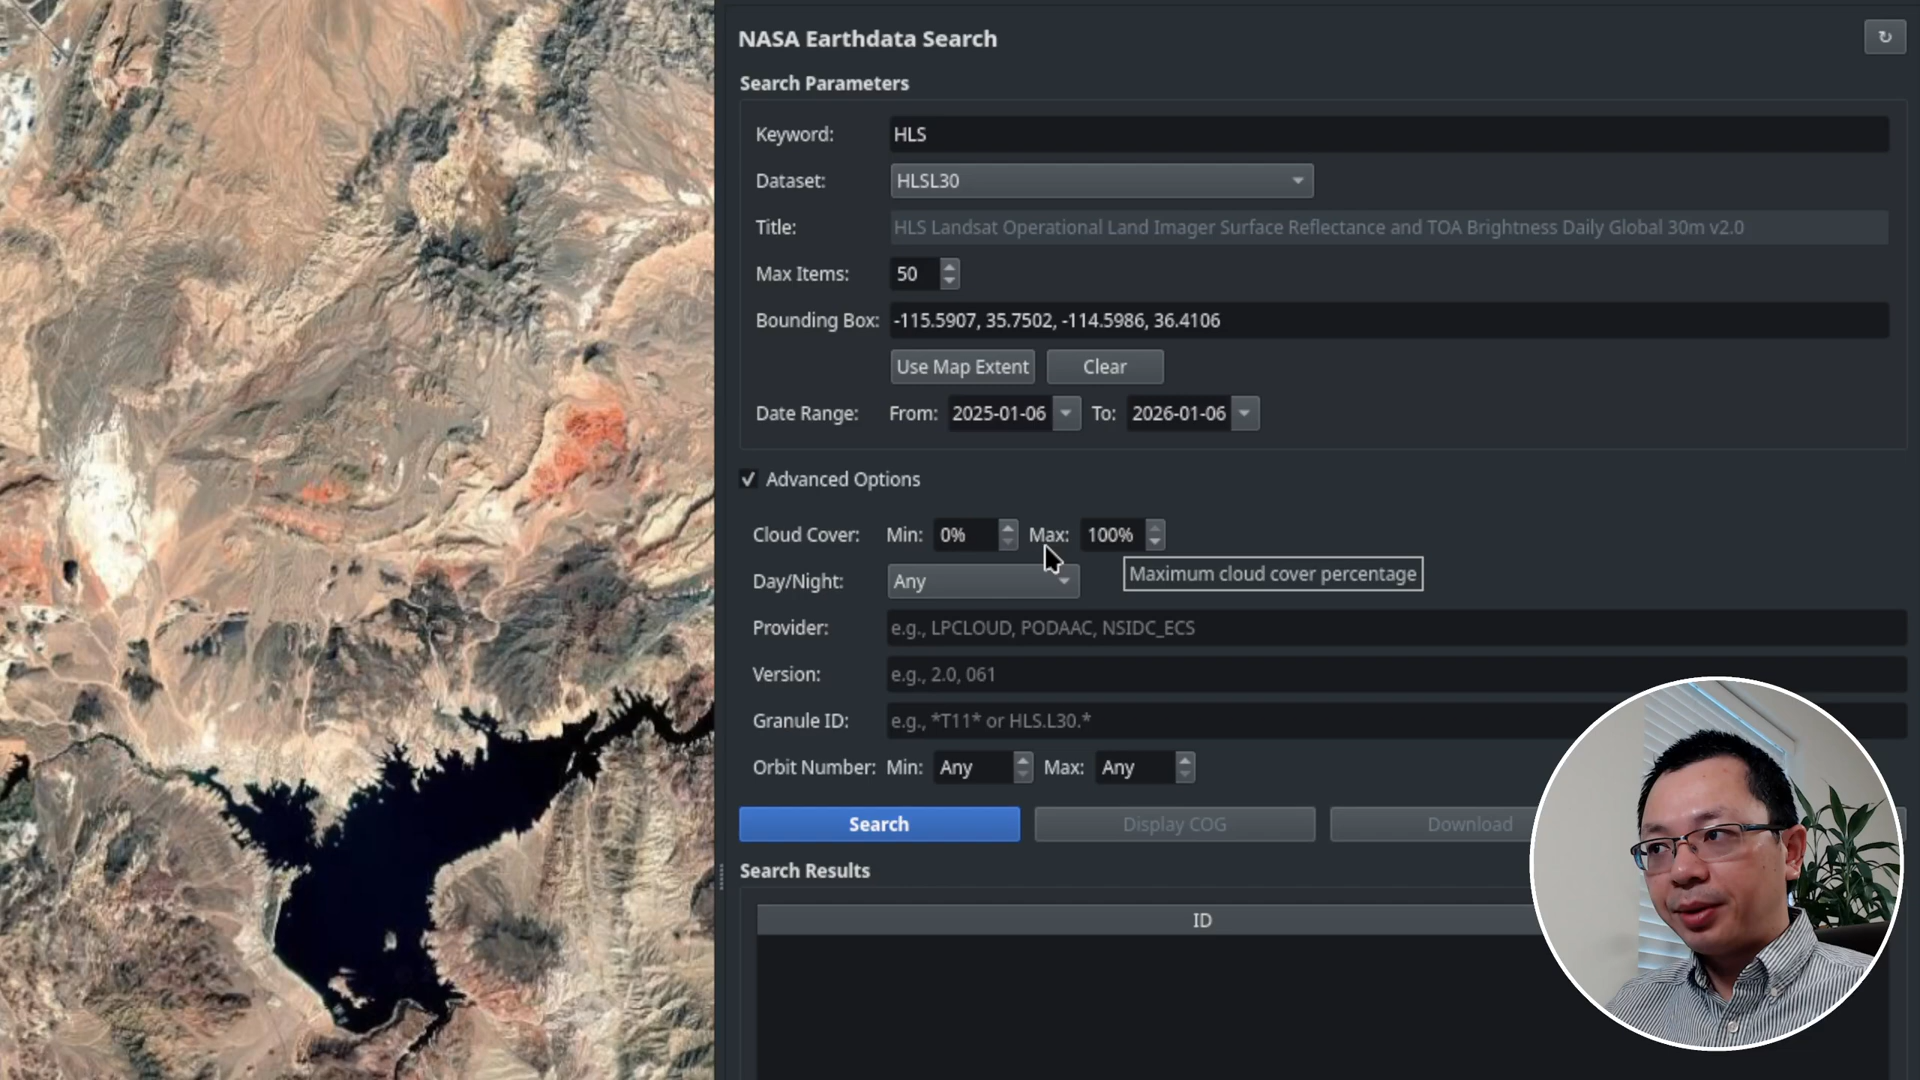 NASA Earthdata Search
↻
Search Parameters
Keyword: HLS
Dataset: HLSL30
Title: HLS Landsat Operational Land Imager Surface Reflectance and TOA Brightness Daily Global 30m v2.0
Max Items: 50
Bounding Box: -115.5907, 35.7502, -114.5986, 36.4106
Use Map Extent Clear
Date Range: From: 2025-01-06 To: 2026-01-06
✓ Advanced Options
Cloud Cover: Min: 0% Max: 100%
Maximum cloud cover percentage
Day/Night: Any
Provider: e.g., LPCLOUD, PODAAC, NSIDC_ECS
Version: e.g., 2.0, 061
Granule ID: e.g., *T11* or HLS.L30.*
Orbit Number: Min: Any Max: Any
Search Display COG Download
Search Results
ID